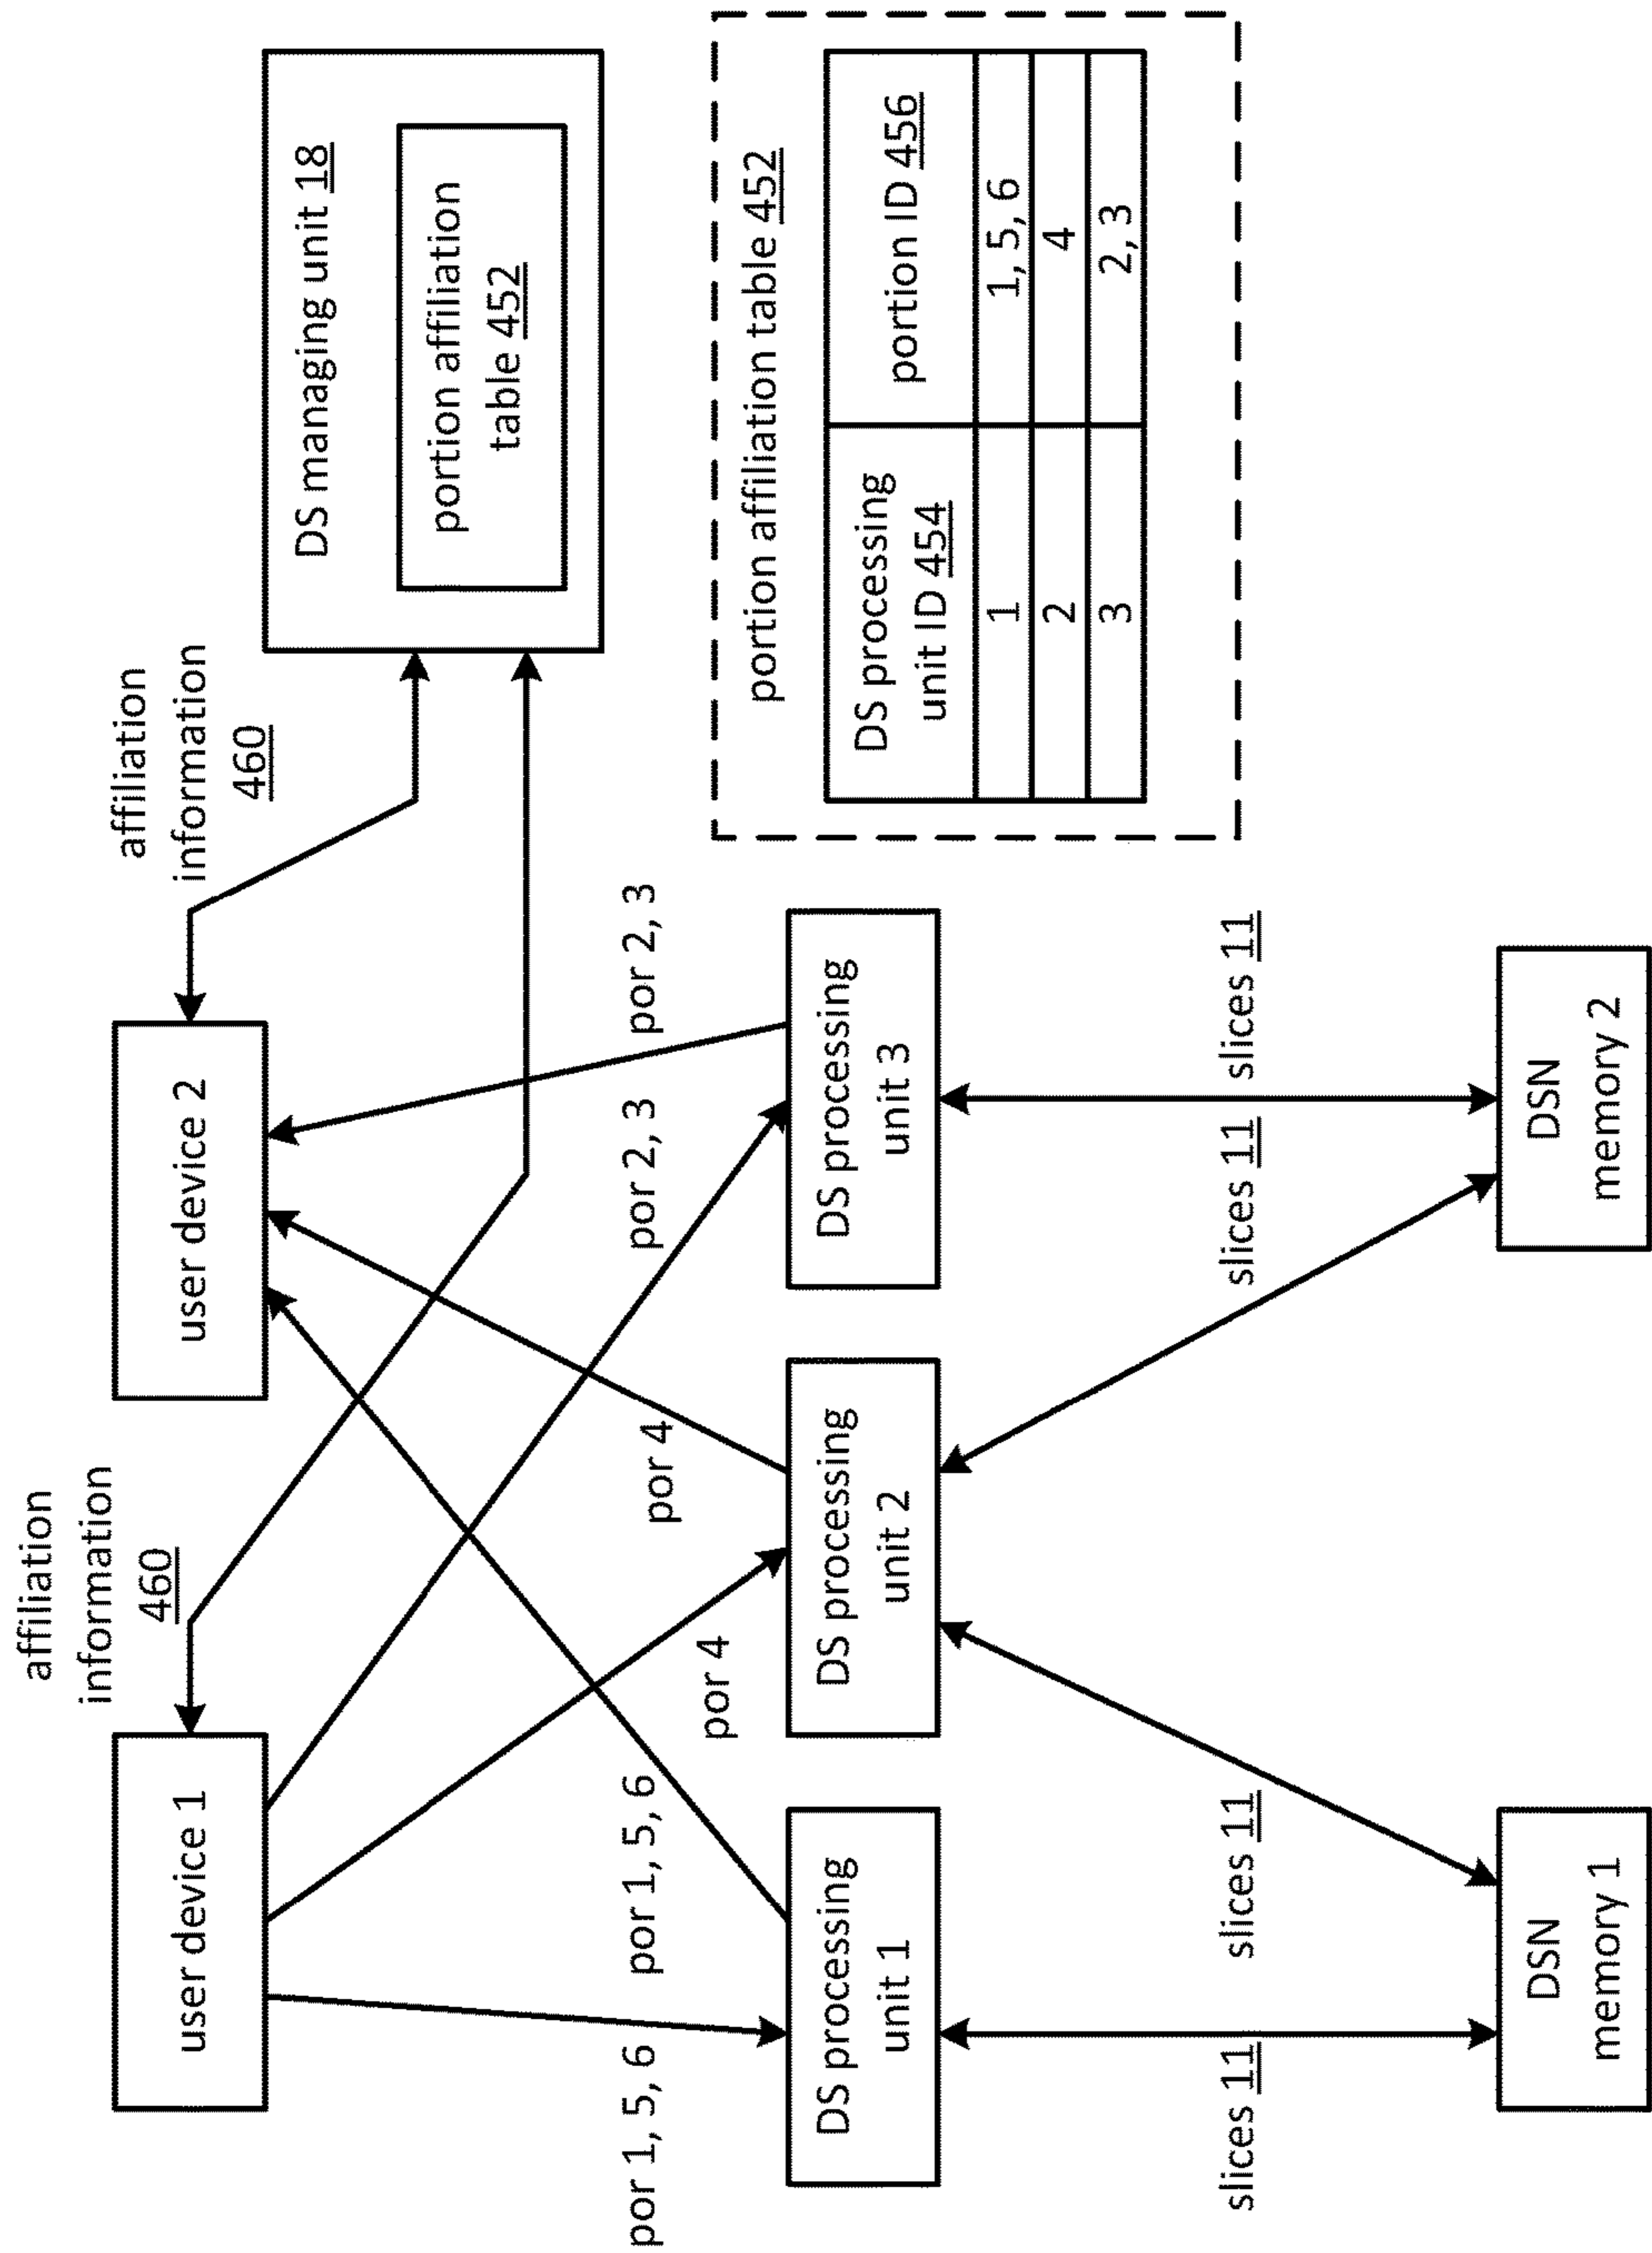 affiliation
information
460
affiliation
information
460
user device 1
user device 2
DS managing unit 18
portion affiliation
table 452
por 1, 5, 6
por 1, 5, 6
por 4
por 4
por 2, 3
por 2, 3
DS processing
unit 1
DS processing
unit 2
DS processing
unit 3
portion affiliation table 452
DS processing
unit ID 454
portion ID 456
1
1, 5, 6
2
4
3
2, 3
slices 11
slices 11
slices 11
slices 11
DSN
memory 1
DSN
memory 2